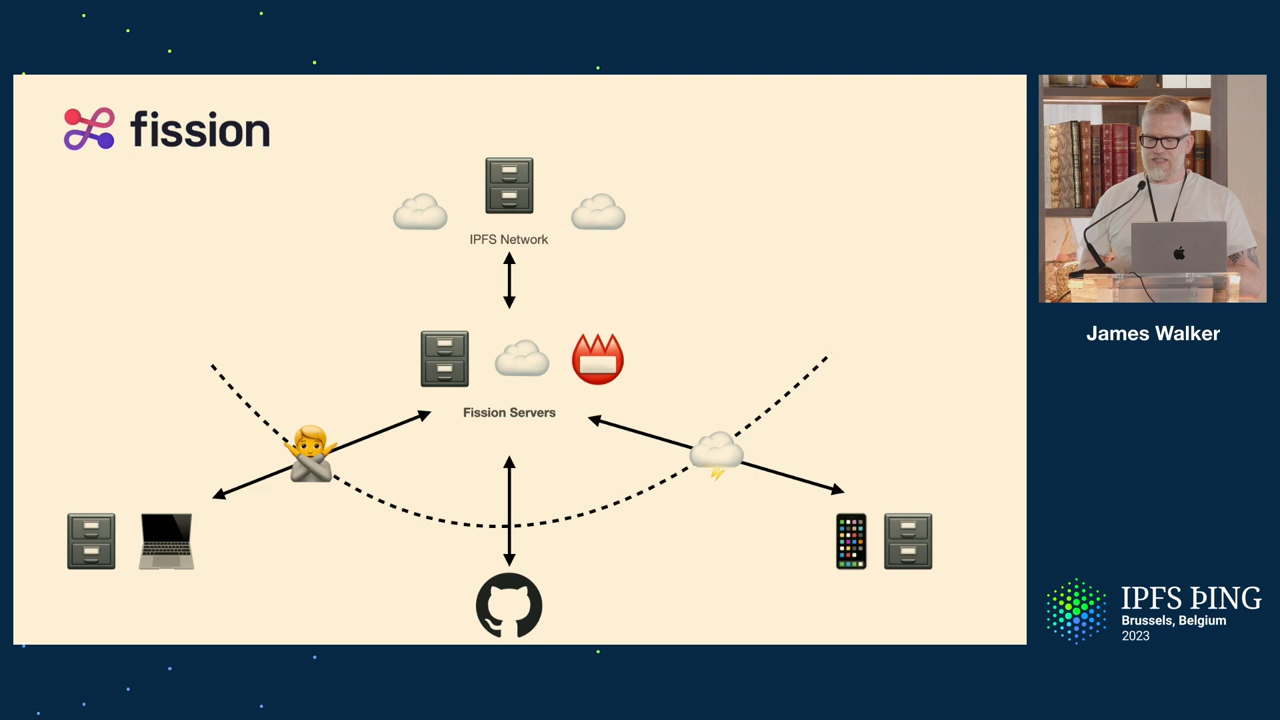 fission
IPFS Network
Fission Servers
James Walker
IPFS ÞING
Brussels, Belgium
2023